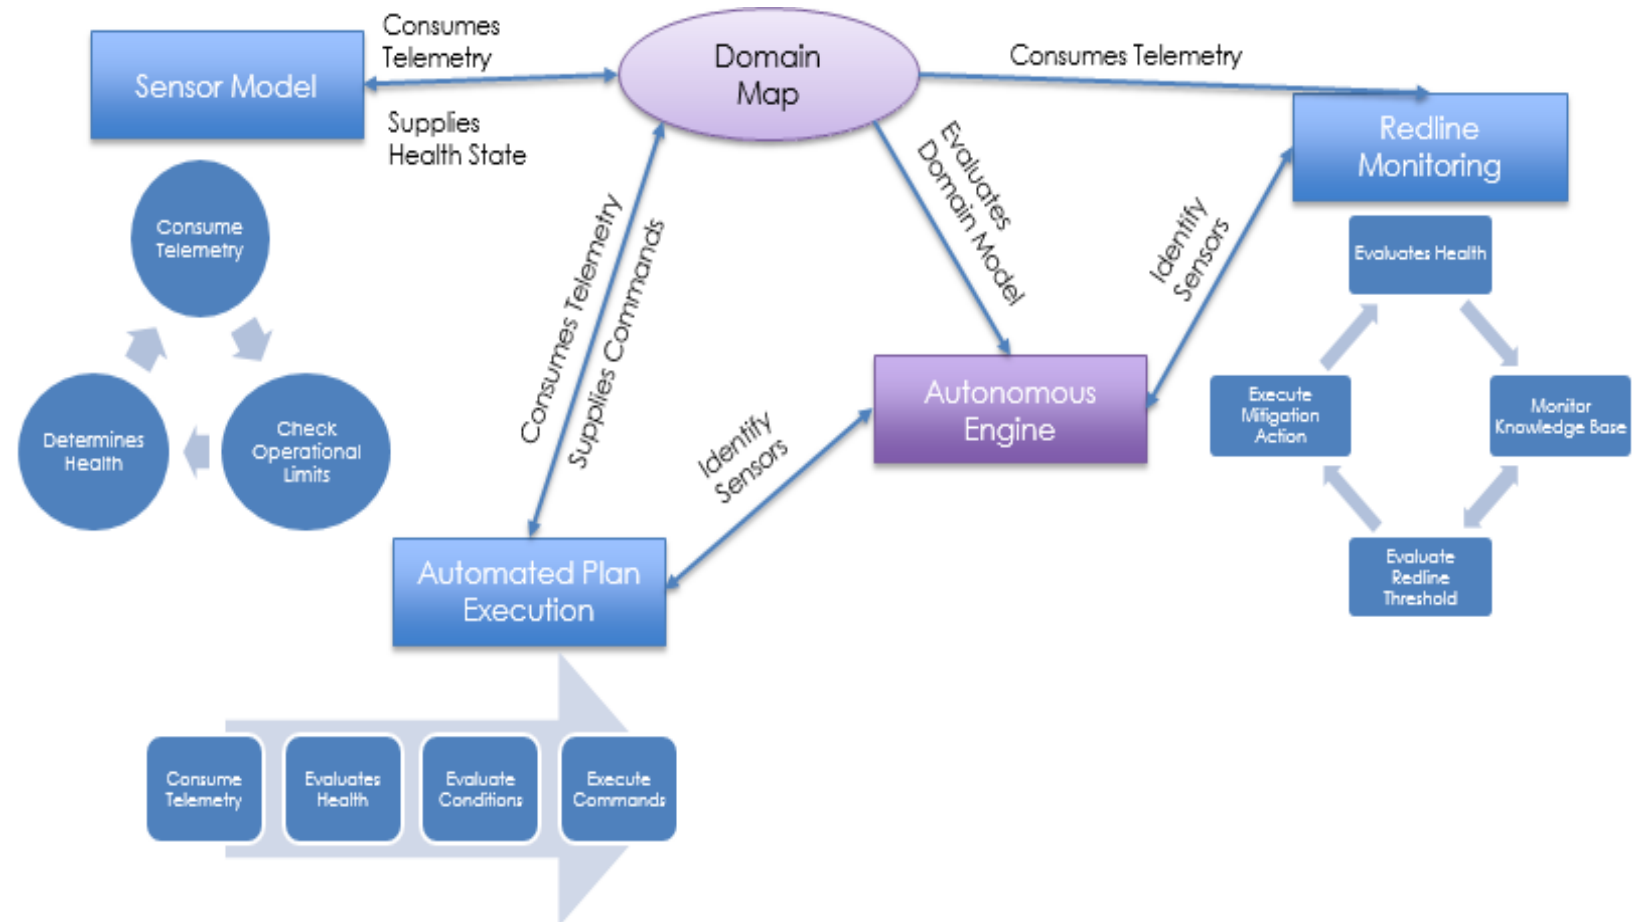 Consumes
Telemetry
Sensor Model
Supplies
Health State
Domain
Map
Consumes Telemetry
Redline
Monitoring
Evaluates
Domain Model
Identify
Sensors
Consumes Telemetry
Supplies Commands
Identify
Sensors
Autonomous
Engine
Automated Plan
Execution
Consume
Telemetry
Check
Operational
Limits
Determines
Health
Evaluates Health
Monitor
Knowledge Base
Evaluate
Redline
Threshold
Execute
Mitigation
Action
Consume
Telemetry
Evaluates
Health
Evaluate
Conditions
Execute
Commands